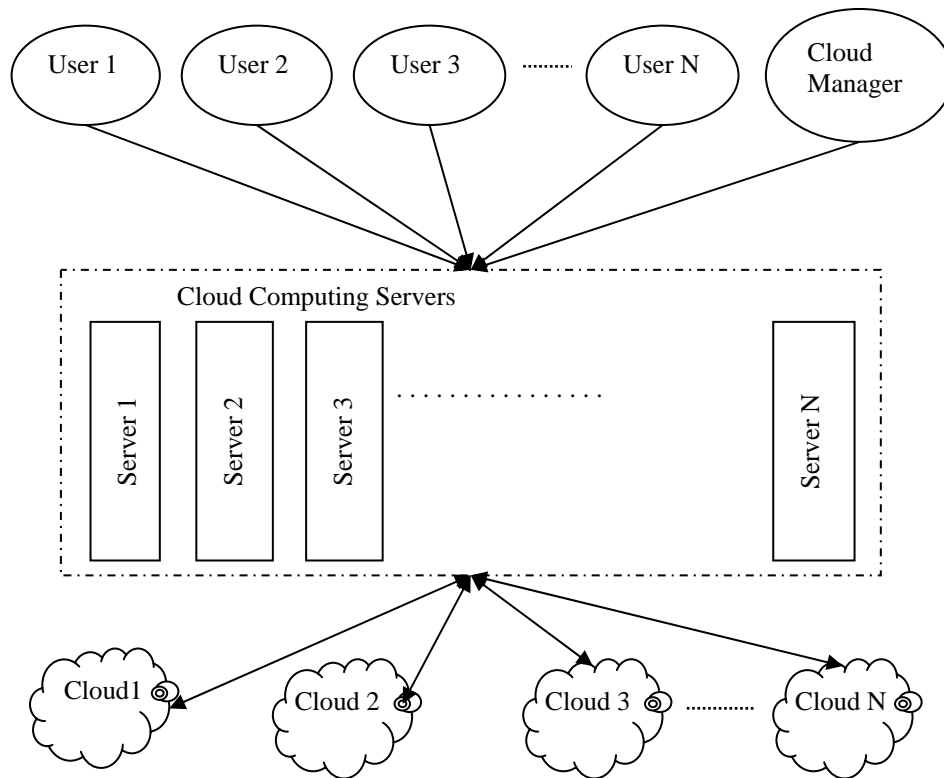 User 1
User 2
User 3
User N
Cloud
Manager
Cloud Computing Servers
Server 1
Server 2
Server 3
Server N
Cloud1
Cloud 2
Cloud 3
Cloud N